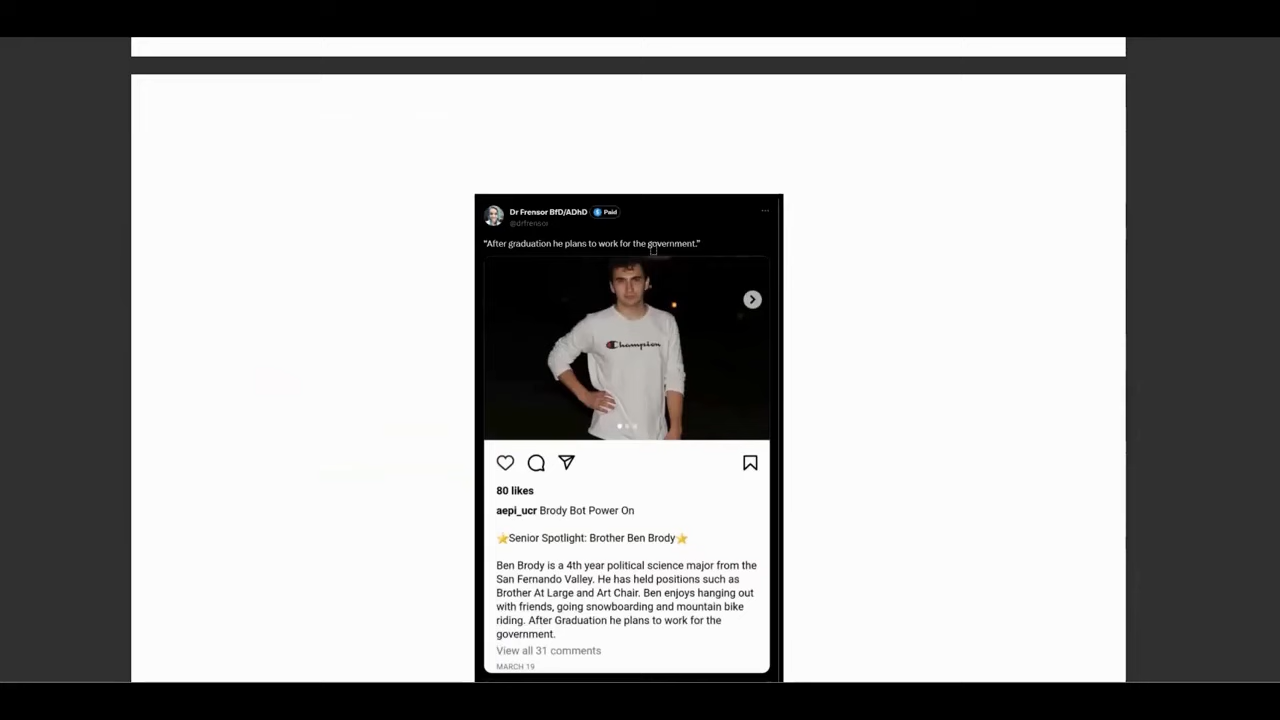 Dr Frensor BfD/ADhD Paid
@drfrensor
“After graduation he plans to work for the government.”
Champion
80 likes
aepi_ucr Brody Bot Power On
⭐Senior Spotlight: Brother Ben Brody⭐
Ben Brody is a 4th year political science major from the
San Fernando Valley. He has held positions such as
Brother At Large and Art Chair. Ben enjoys hanging out
with friends, going snowboarding and mountain bike
riding. After Graduation he plans to work for the
government.
View all 31 comments
MARCH 19